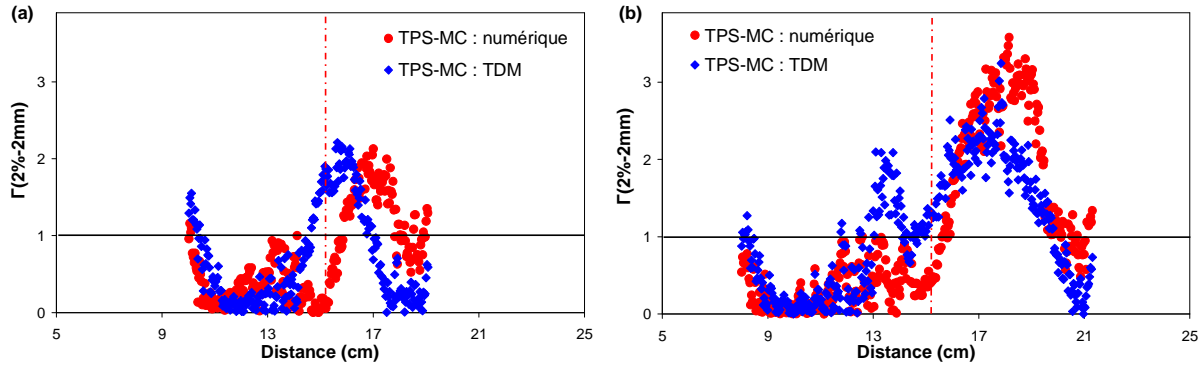 (a)
TPS-MC : numérique
TPS-MC : TDM
Γ(2%-2mm)
3
2
1
0
5
13
17
21
25
Distance (cm)
(b)
TPS-MC : numérique
TPS-MC : TDM
Γ(2%-2mm)
3
2
1
0
5
9
13
17
21
25
Distance (cm)